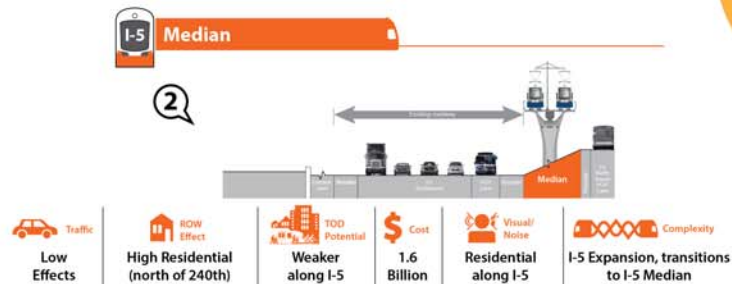 I-5 Median
2
Existing roadway
Median
Traffic
Low
Effects
ROW
Effect
High Residential
(north of 240th)
TOD
Potential
Weaker
along I-5
Cost
1.6
Billion
Visual/
Noise
Residential
along I-5
Complexity
I-5 Expansion, transitions
to I-5 Median